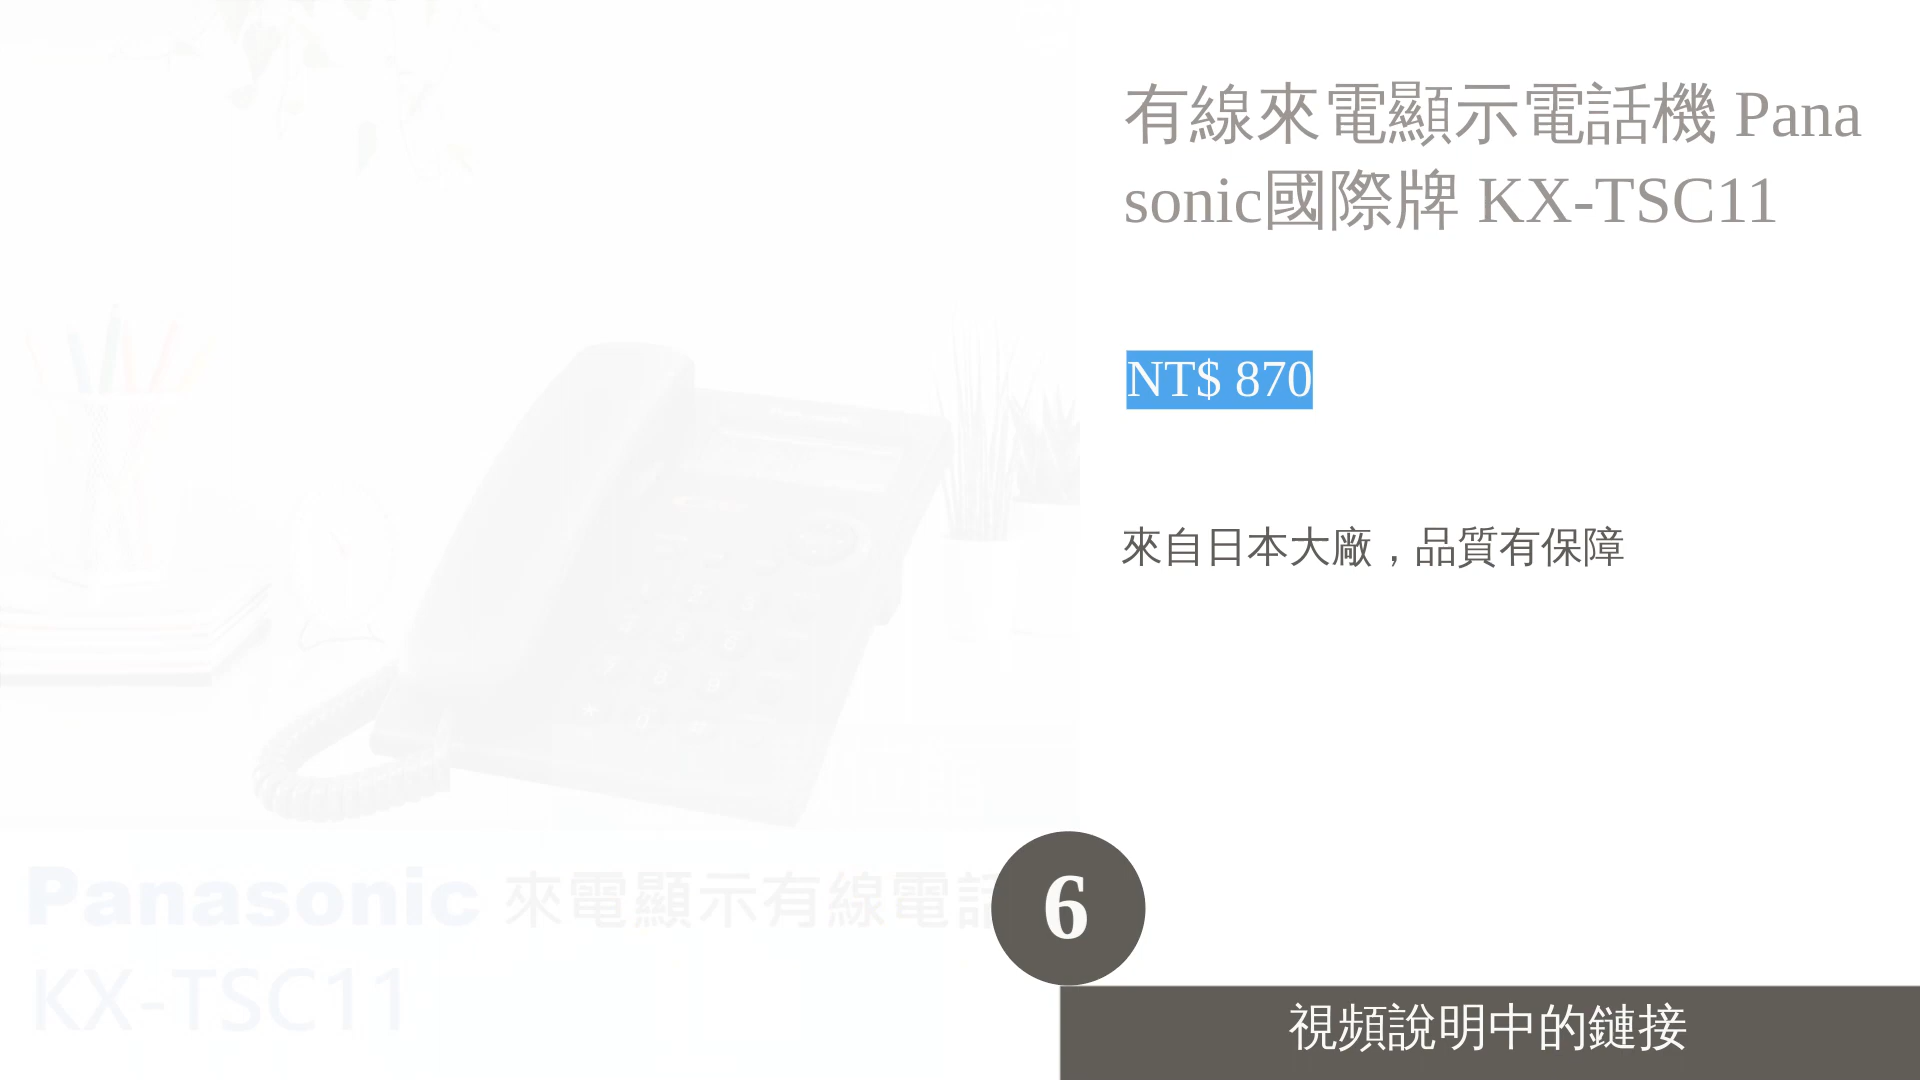 有線來電顯示電話機 Pana
sonic國際牌 KX-TSC11
NT$ 870
來自日本大廠，品質有保障
Panasonic 來電顯示有線電話
KX-TSC11
6
視頻說明中的鏈接